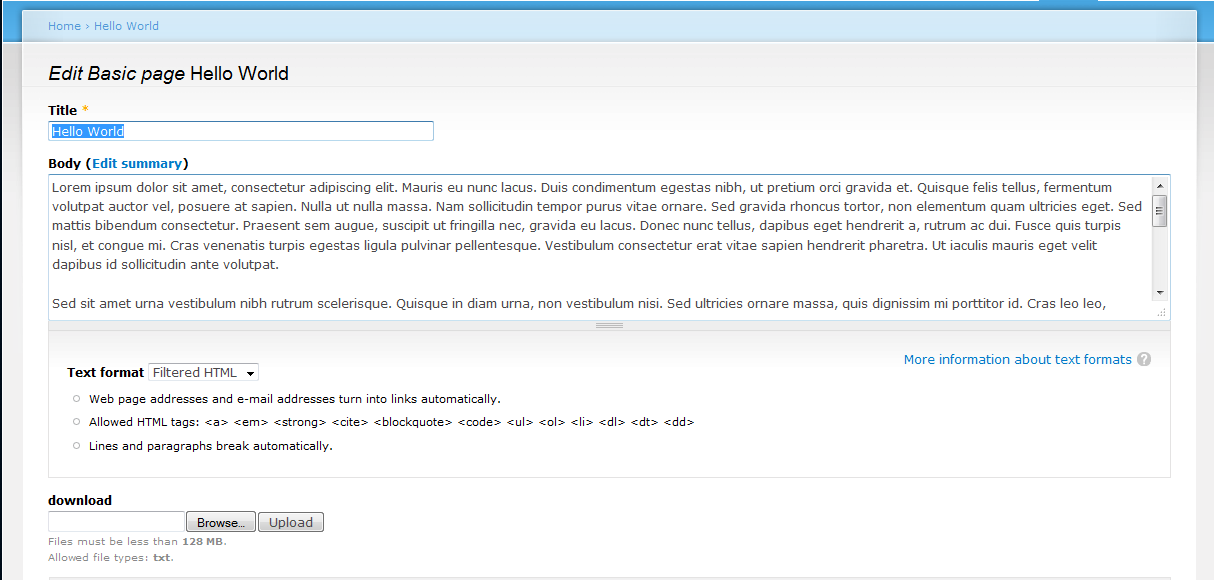 Home › Hello World
Edit Basic page Hello World
Title *
Hello World
Body (Edit summary)
Lorem ipsum dolor sit amet, consectetur adipiscing elit. Mauris eu nunc lacus. Duis condimentum egestas nibh, ut pretium orci gravida et. Quisque felis tellus, fermentum
volutpat auctor vel, posuere at sapien. Nulla ut nulla massa. Nam sollicitudin tempor purus vitae ornare. Sed gravida rhoncus tortor, non elementum quam ultricies eget. Sed
mattis bibendum consectetur. Praesent sem augue, suscipit ut fringilla nec, gravida eu lacus. Donec nunc tellus, dapibus eget hendrerit a, rutrum ac dui. Fusce quis turpis
nisl, et congue mi. Cras venenatis turpis egestas ligula pulvinar pellentesque. Vestibulum consectetur erat vitae sapien hendrerit pharetra. Ut iaculis mauris eget velit
dapibus id sollicitudin ante volutpat.
Sed sit amet urna vestibulum nibh rutrum scelerisque. Quisque in diam urna, non vestibulum nisi. Sed ultricies ornare massa, quis dignissim mi porttitor id. Cras leo leo,
More information about text formats ?
Text format Filtered HTML
Web page addresses and e-mail addresses turn into links automatically.
Allowed HTML tags: <a> <em> <strong> <cite> <blockquote> <code> <ul> <ol> <li> <dl> <dt> <dd>
Lines and paragraphs break automatically.
download
Browse... Upload
Files must be less than 128 MB.
Allowed file types: txt.